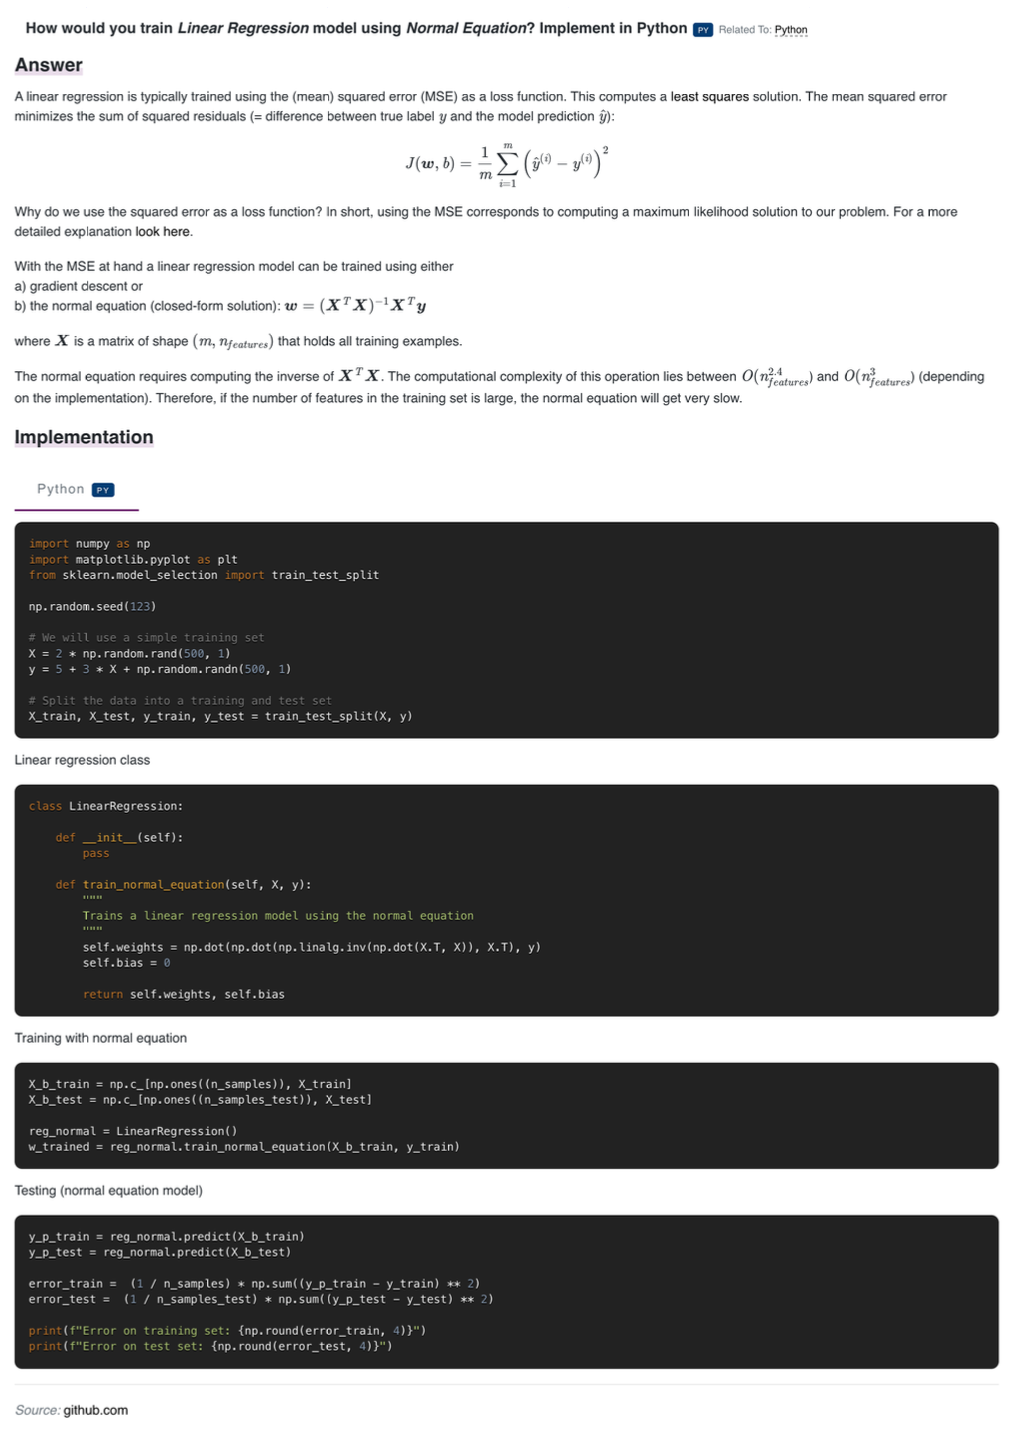 How would you train Linear Regression model using Normal Equation? Implement in Python PY Related To: Python
Answer
A linear regression is typically trained using the (mean) squared error (MSE) as a loss function. This computes a least squares solution. The mean squared error
minimizes the sum of squared residuals (= difference between true label y and the model prediction ŷ):
J(w, b) = 1/m ∑_{i=1}^{m} (ŷ^{(i)} − y^{(i)})^2
Why do we use the squared error as a loss function? In short, using the MSE corresponds to computing a maximum likelihood solution to our problem. For a more
detailed explanation look here.
With the MSE at hand a linear regression model can be trained using either
a) gradient descent or
b) the normal equation (closed-form solution): w = (X^T X)^{−1} X^T y
where X is a matrix of shape (m, n_{features}) that holds all training examples.
The normal equation requires computing the inverse of X^T X. The computational complexity of this operation lies between O(n_{features}^{2.4}) and O(n_{features}^{3}) (depending
on the implementation). Therefore, if the number of features in the training set is large, the normal equation will get very slow.
Implementation
Python PY
import numpy as np
import matplotlib.pyplot as plt
from sklearn.model_selection import train_test_split
np.random.seed(123)
# We will use a simple training set
X = 2 * np.random.rand(500, 1)
y = 5 + 3 * X + np.random.randn(500, 1)
# Split the data into a training and test set
X_train, X_test, y_train, y_test = train_test_split(X, y)
Linear regression class
class LinearRegression:
    def __init__(self):
        pass
    def train_normal_equation(self, X, y):
        """
        Trains a linear regression model using the normal equation
        """
        self.weights = np.dot(np.dot(np.linalg.inv(np.dot(X.T, X)), X.T), y)
        self.bias = 0
        return self.weights, self.bias
Training with normal equation
X_b_train = np.c_[np.ones((n_samples)), X_train]
X_b_test = np.c_[np.ones((n_samples_test)), X_test]
reg_normal = LinearRegression()
w_trained = reg_normal.train_normal_equation(X_b_train, y_train)
Testing (normal equation model)
y_p_train = reg_normal.predict(X_b_train)
y_p_test = reg_normal.predict(X_b_test)
error_train =  (1 / n_samples) * np.sum((y_p_train - y_train) ** 2)
error_test =  (1 / n_samples_test) * np.sum((y_p_test - y_test) ** 2)
print(f"Error on training set: {np.round(error_train, 4)}")
print(f"Error on test set: {np.round(error_test, 4)}")
Source: github.com